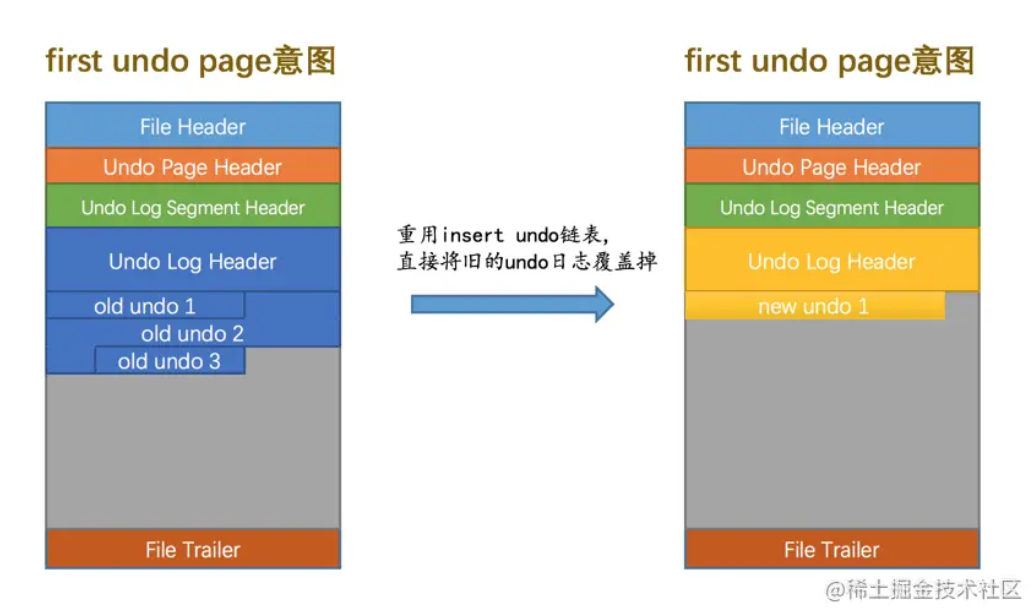 first undo page意图
File Header
Undo Page Header
Undo Log Segment Header
Undo Log Header
old undo 1
old undo 2
old undo 3
File Trailer
重用insert undo链表,
直接将旧的undo日志覆盖掉
first undo page意图
File Header
Undo Page Header
Undo Log Segment Header
Undo Log Header
new undo 1
File Trailer
@稀土掘金技术社区